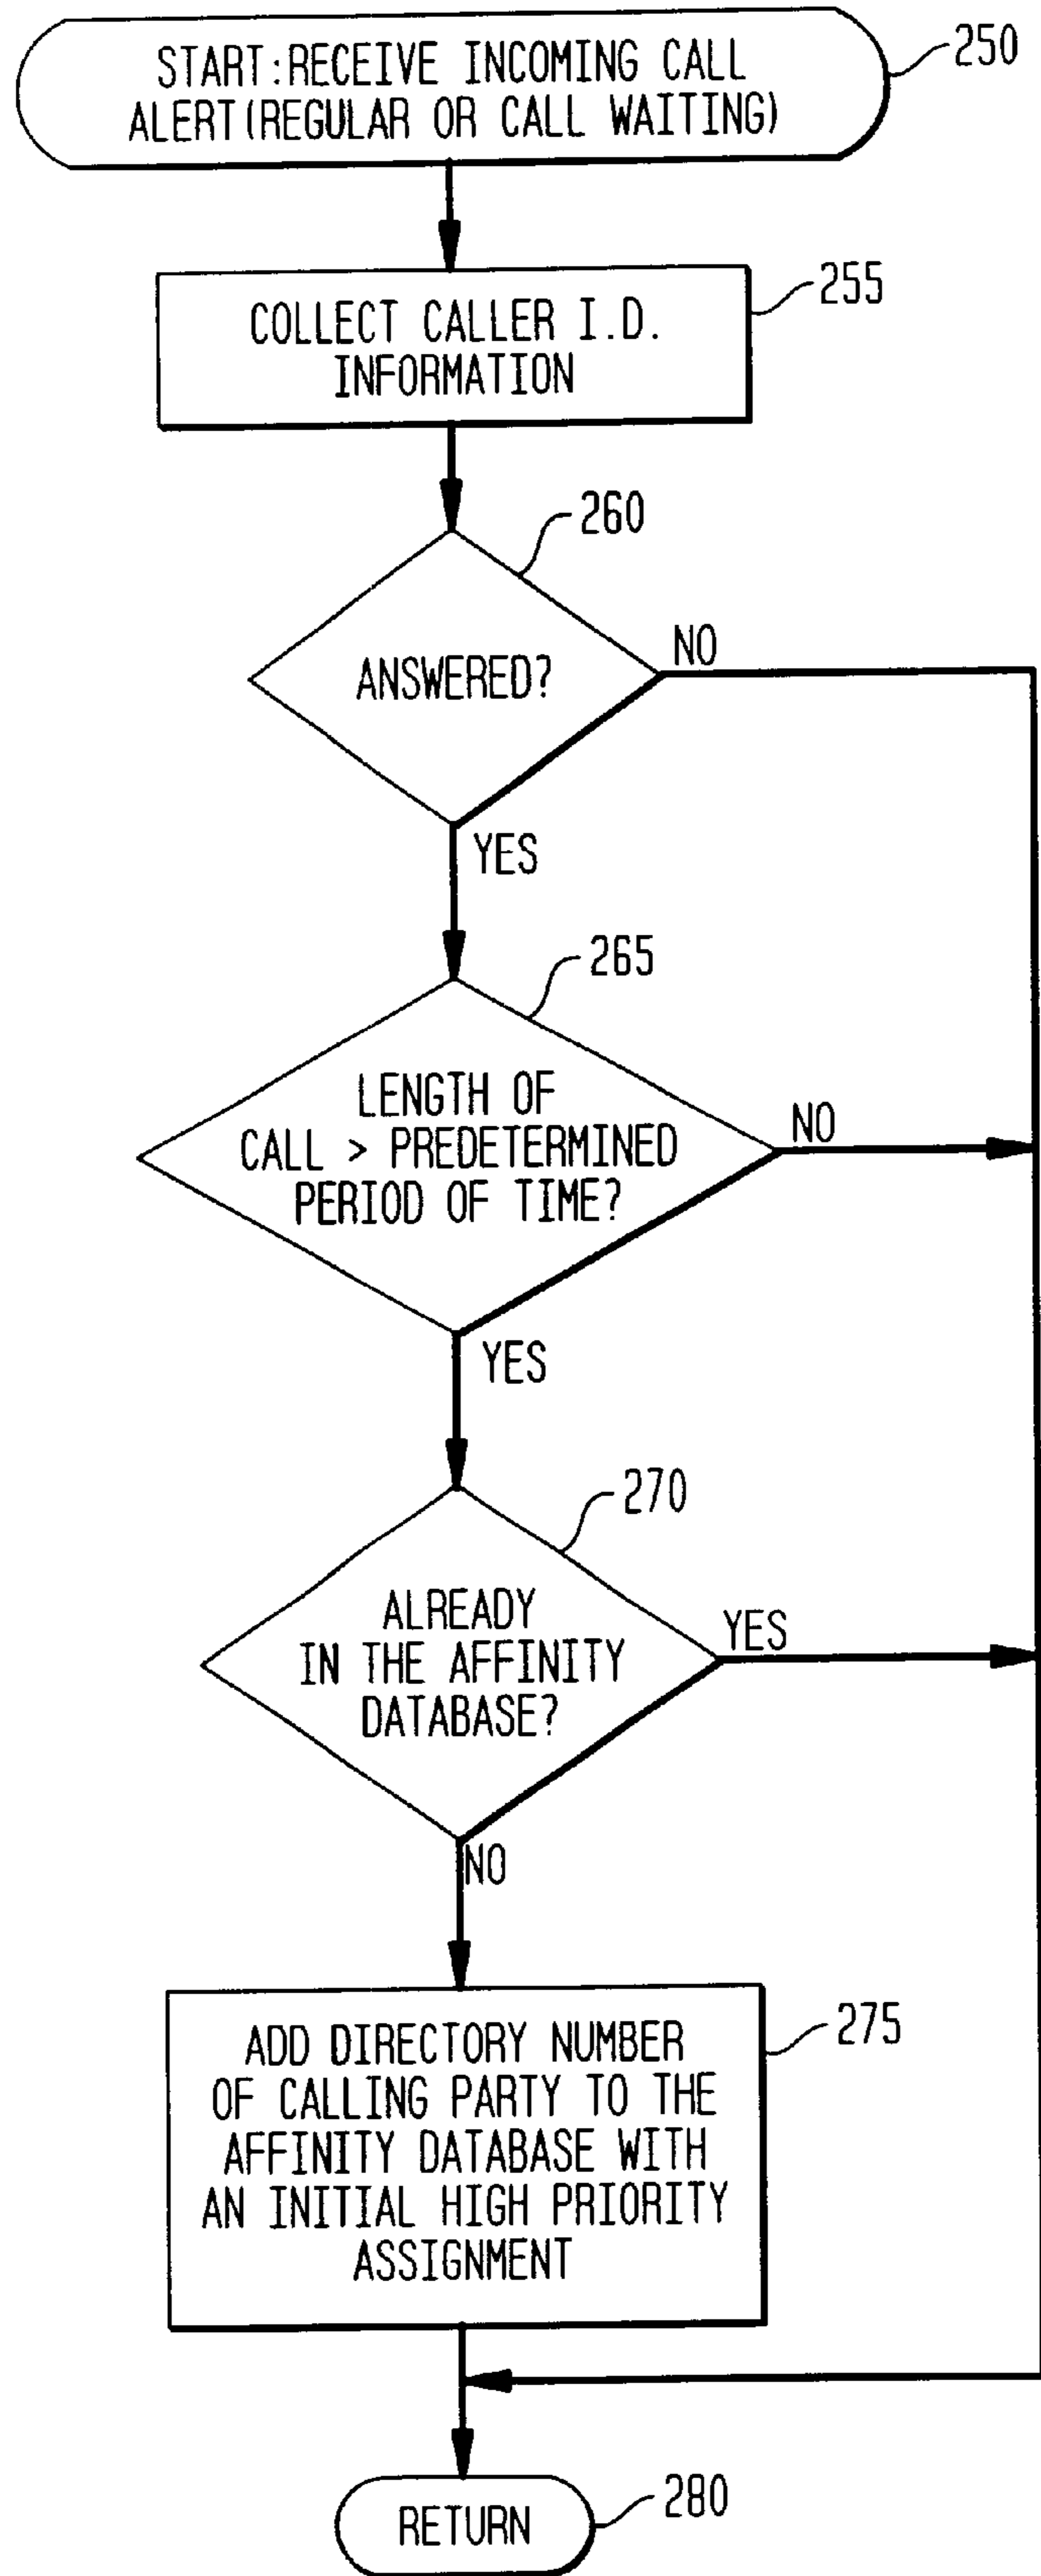 START:RECEIVE INCOMING CALL
ALERT(REGULAR OR CALL WAITING)
250
COLLECT CALLER I.D.
INFORMATION
255
260
ANSWERED?
NO
YES
265
LENGTH OF
CALL > PREDETERMINED
PERIOD OF TIME?
NO
YES
270
ALREADY
IN THE AFFINITY
DATABASE?
YES
NO
ADD DIRECTORY NUMBER
OF CALLING PARTY TO THE
AFFINITY DATABASE WITH
AN INITIAL HIGH PRIORITY
ASSIGNMENT
275
RETURN
280